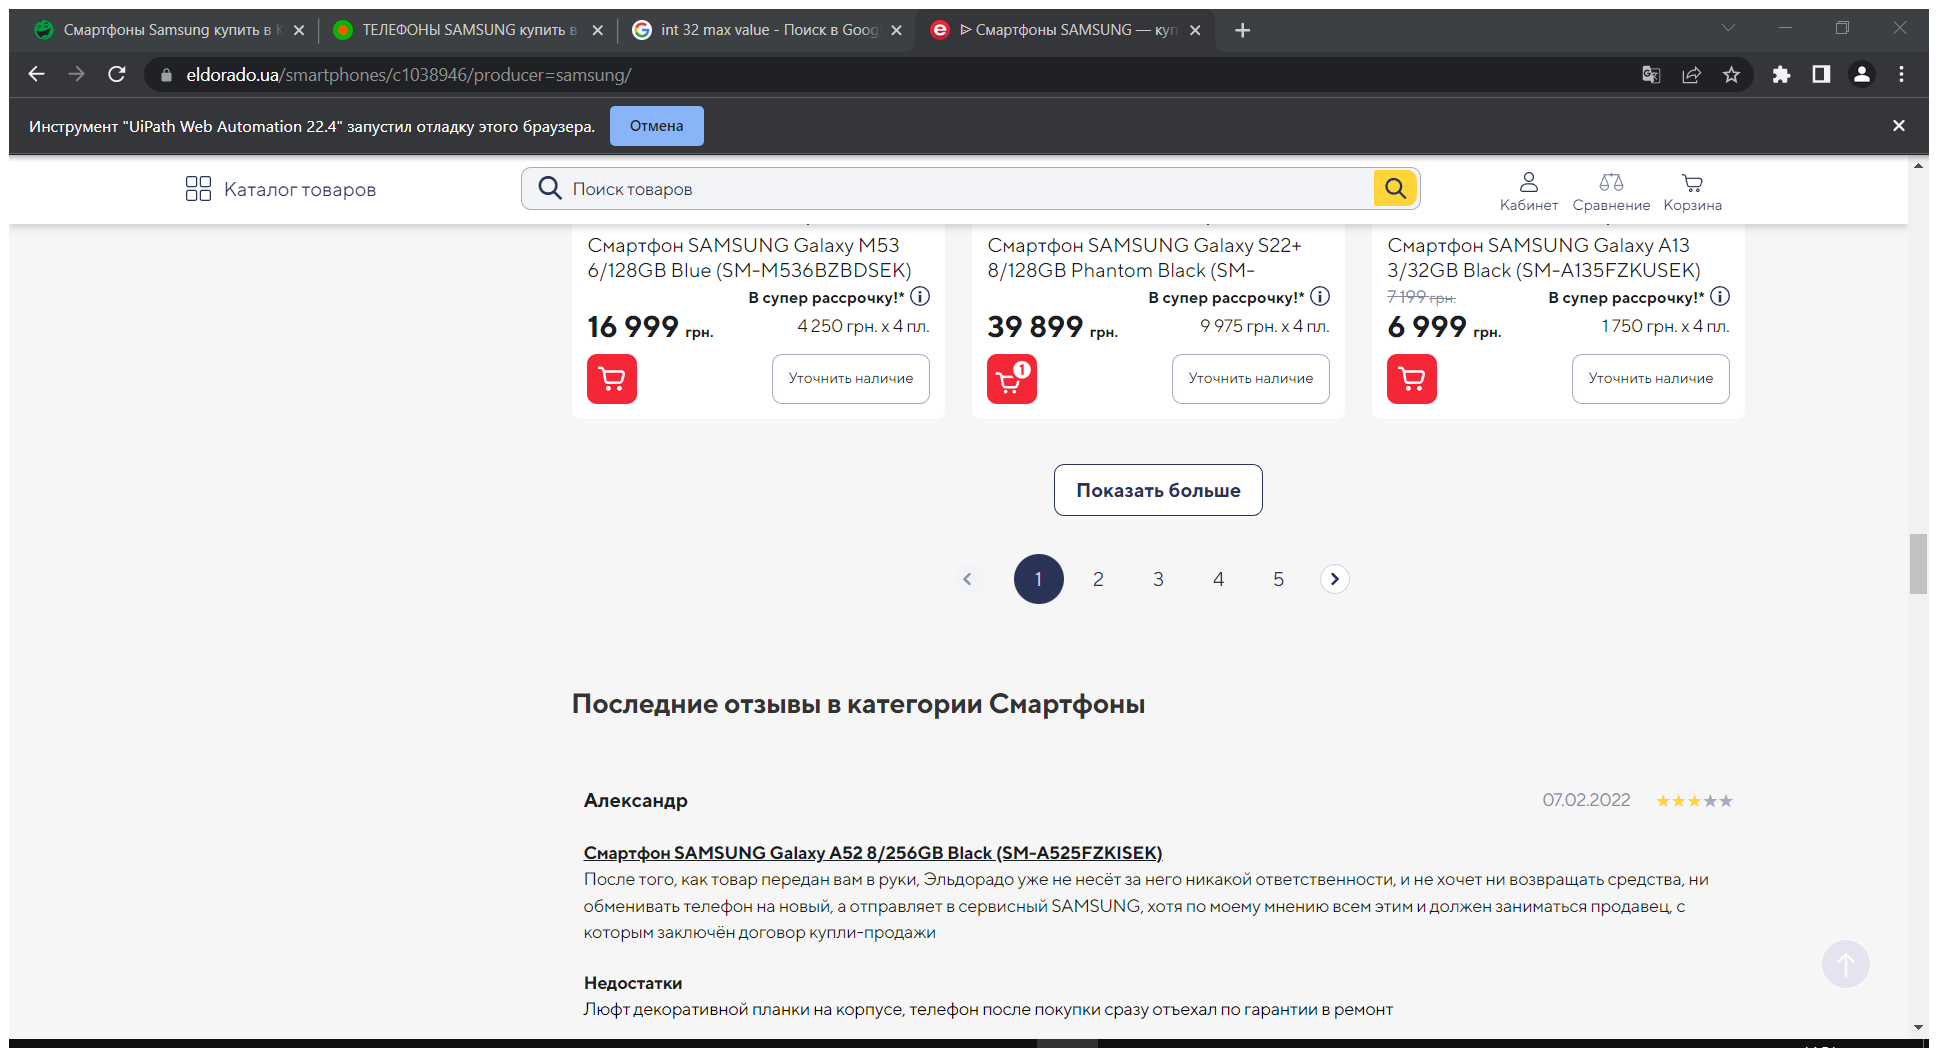 Смартфоны Samsung купить в К
ТЕЛЕФОНЫ SAMSUNG купить в
int 32 max value - Поиск в Goog
Смартфоны SAMSUNG — куп
eldorado.ua/smartphones/c1038946/producer=samsung/
Инструмент "UiPath Web Automation 22.4" запустил отладку этого браузера.
Отмена
Каталог товаров
Поиск товаров
Кабинет
Сравнение
Корзина
Смартфон SAMSUNG Galaxy M53
6/128GB Blue (SM-M536BZBDSEK)
В супер рассрочку!*
16 999 грн.
4 250 грн. x 4 пл.
Уточнить наличие
Смартфон SAMSUNG Galaxy S22+
8/128GB Phantom Black (SM-
В супер рассрочку!*
39 899 грн.
9 975 грн. x 4 пл.
1
Уточнить наличие
Смартфон SAMSUNG Galaxy A13
3/32GB Black (SM-A135FZKUSEK)
7 199 грн.
В супер рассрочку!*
6 999 грн.
1 750 грн. x 4 пл.
Уточнить наличие
Показать больше
1 2 3 4 5
Последние отзывы в категории Смартфоны
Александр
07.02.2022
Смартфон SAMSUNG Galaxy A52 8/256GB Black (SM-A525FZKISEK)
После того, как товар передан вам в руки, Эльдорадо уже не несёт за него никакой ответственности, и не хочет ни возвращать средства, ни
обменивать телефон на новый, а отправляет в сервисный SAMSUNG, хотя по моему мнению всем этим и должен заниматься продавец, с
которым заключён договор купли-продажи
Недостатки
Люфт декоративной планки на корпусе, телефон после покупки сразу отъехал по гарантии в ремонт